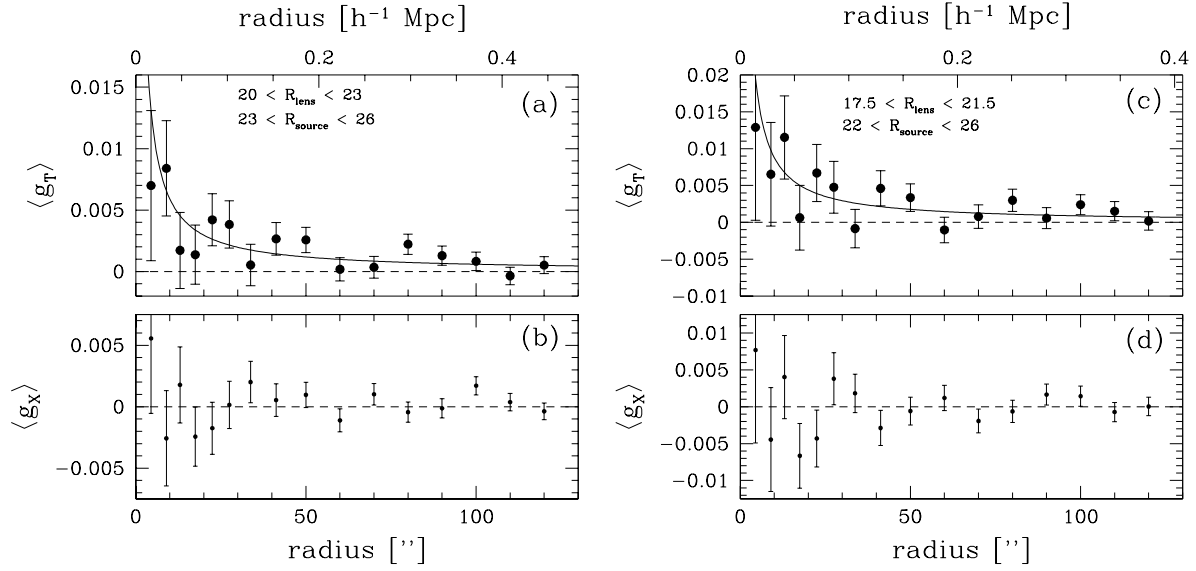 radius [h⁻¹ Mpc]
0 0.2 0.4
0.015
0.01
0.005
0
⟨g_T⟩
20 < R_lens < 23
23 < R_source < 26
(a)
0.005
0
−0.005
⟨g_X⟩
(b)
0 50 100
radius [”]
radius [h⁻¹ Mpc]
0 0.2 0.4
0.02
0.015
0.01
0.005
0
−0.005
−0.01
⟨g_T⟩
17.5 < R_lens < 21.5
22 < R_source < 26
(c)
0.01
0.005
0
−0.005
−0.01
⟨g_X⟩
(d)
0 50 100
radius [”]